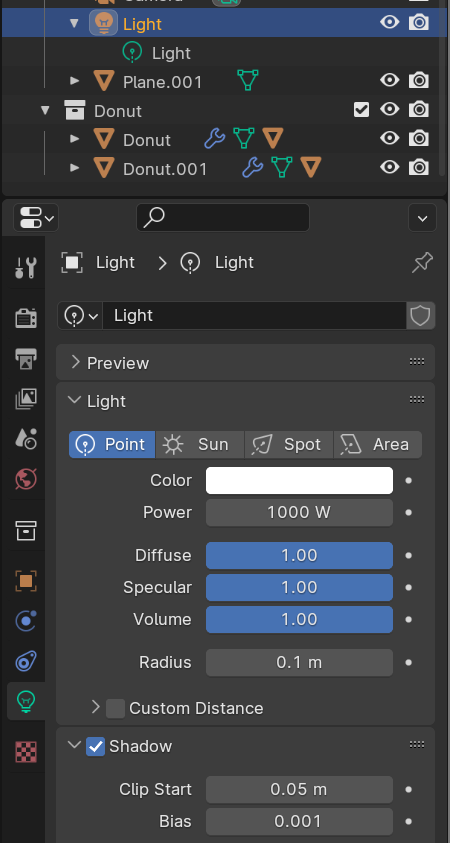 Camera
Light
Light
Plane.001
Donut
Donut
Donut.001
Light > Light
Light
Preview
Light
Point Sun Spot Area
Color
Power 1000 W
Diffuse 1.00
Specular 1.00
Volume 1.00
Radius 0.1 m
Custom Distance
Shadow
Clip Start 0.05 m
Bias 0.001